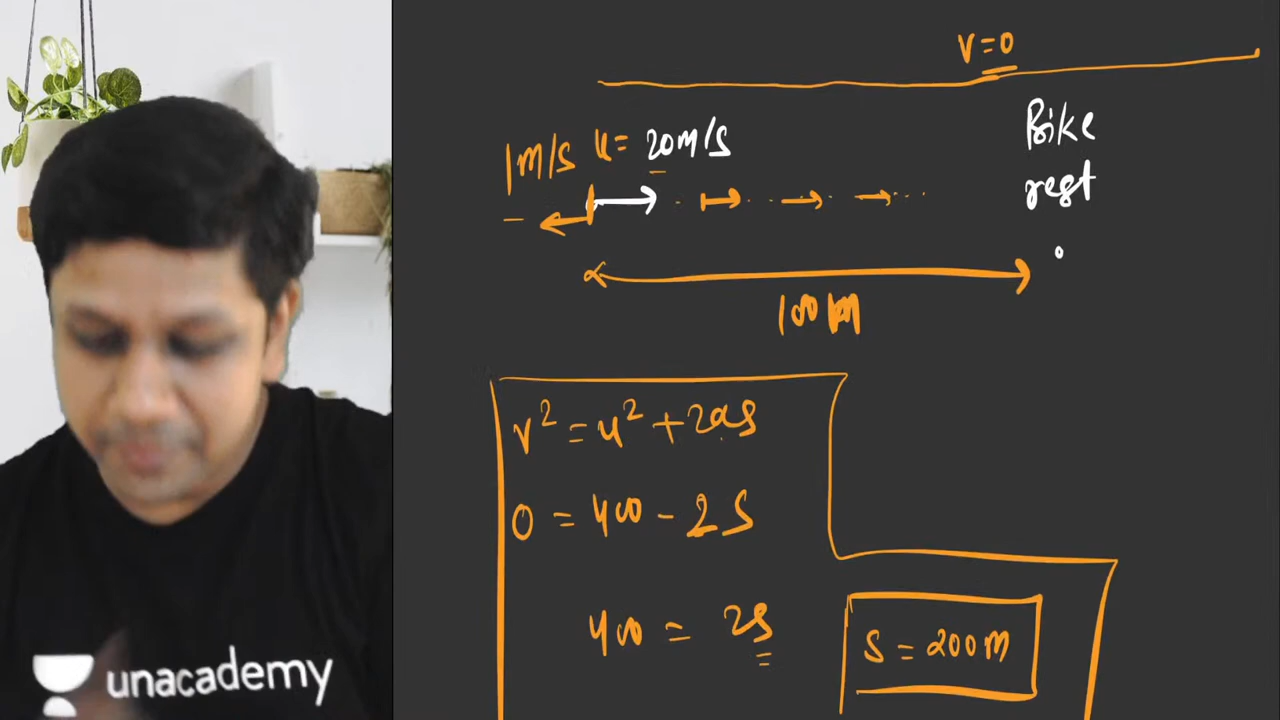 V=0
Bike
rest
1m/s u= 20m/s
100m
v² = u² + 2as
0 = 400 - 2s
400 = 2s
s = 200m
unacademy